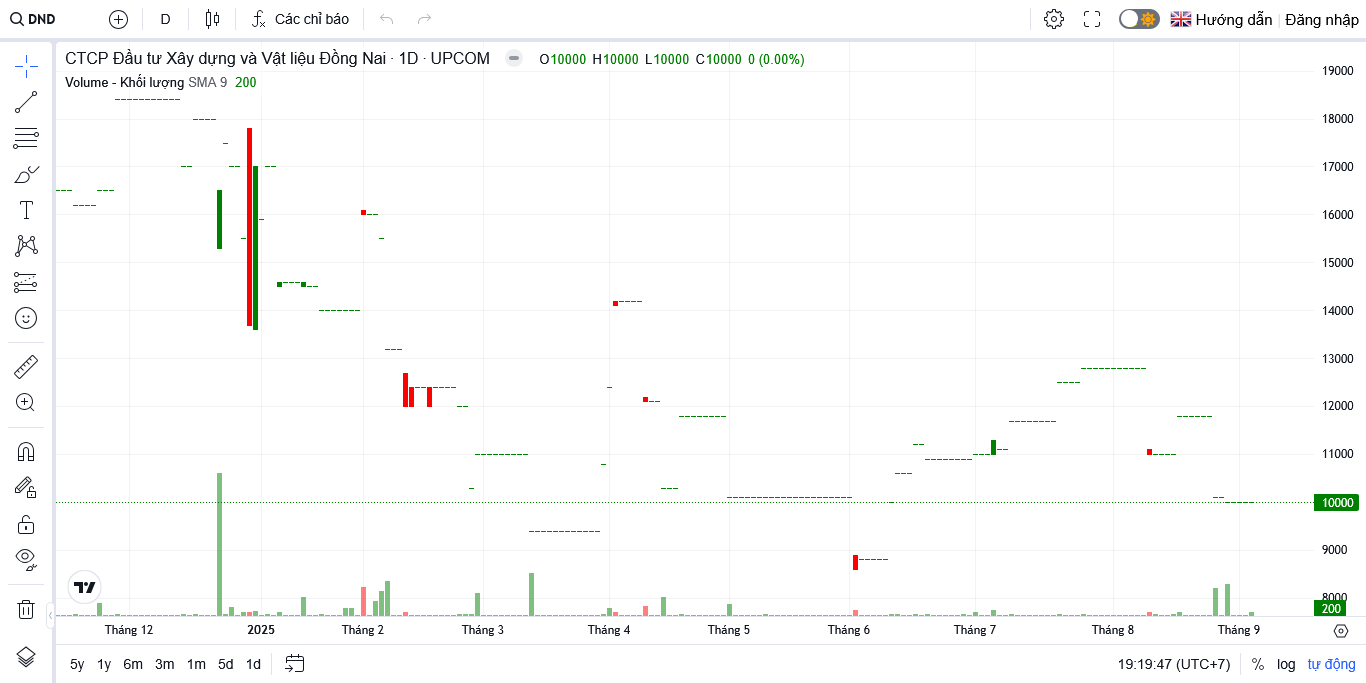 DND D Các chỉ báo Hướng dẫn Đăng nhập
CTCP Đầu tư Xây dựng và Vật liệu Đồng Nai · 1D · UPCOM O10000 H10000 L10000 C10000 0 (0.00%)
Volume - Khối lượng SMA 9 200
19000
18000
17000
16000
15000
14000
13000
12000
11000
10000
9000
8000
200
Tháng 12 2025 Tháng 2 Tháng 3 Tháng 4 Tháng 5 Tháng 6 Tháng 7 Tháng 8 Tháng 9
5y 1y 6m 3m 1m 5d 1d 19:19:47 (UTC+7) % log tự động